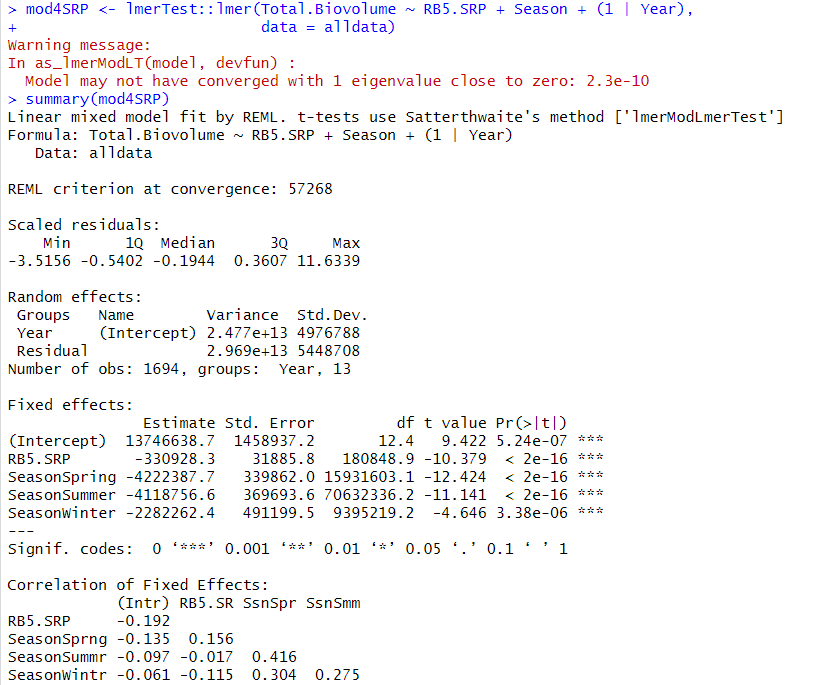 > mod4SRP <- lmerTest::lmer(Total.Biovolume ~ RB5.SRP + Season + (1 | Year),
+                           data = alldata)
Warning message:
In as_lmerModLT(model, devfun) :
  Model may not have converged with 1 eigenvalue close to zero: 2.3e-10
> summary(mod4SRP)
Linear mixed model fit by REML. t-tests use Satterthwaite's method ['lmerModLmerTest']
Formula: Total.Biovolume ~ RB5.SRP + Season + (1 | Year)
   Data: alldata

REML criterion at convergence: 57268

Scaled residuals:
    Min      1Q  Median      3Q     Max
-3.5156 -0.5402 -0.1944  0.3607 11.6339

Random effects:
 Groups   Name        Variance  Std.Dev.
 Year     (Intercept) 2.477e+13 4976788
 Residual             2.969e+13 5448708
Number of obs: 1694, groups:  Year, 13

Fixed effects:
               Estimate Std. Error         df t value Pr(>|t|)
(Intercept)  13746638.7  1458937.2       12.4   9.422 5.24e-07 ***
RB5.SRP       -330928.3    31885.8   180848.9 -10.379  < 2e-16 ***
SeasonSpring -4222387.7   339862.0 15931603.1 -12.424  < 2e-16 ***
SeasonSummer -4118756.6   369693.6 70632336.2 -11.141  < 2e-16 ***
SeasonWinter -2282262.4   491199.5  9395219.2  -4.646 3.38e-06 ***
---
Signif. codes:  0 ‘***’ 0.001 ‘**’ 0.01 ‘*’ 0.05 ‘.’ 0.1 ‘ ’ 1

Correlation of Fixed Effects:
            (Intr) RB5.SR SsnSpr SsnSmm
RB5.SRP     -0.192
SeasonSprng -0.135  0.156
SeasonSummr -0.097 -0.017  0.416
SeasonWintr -0.061 -0.115  0.304  0.275